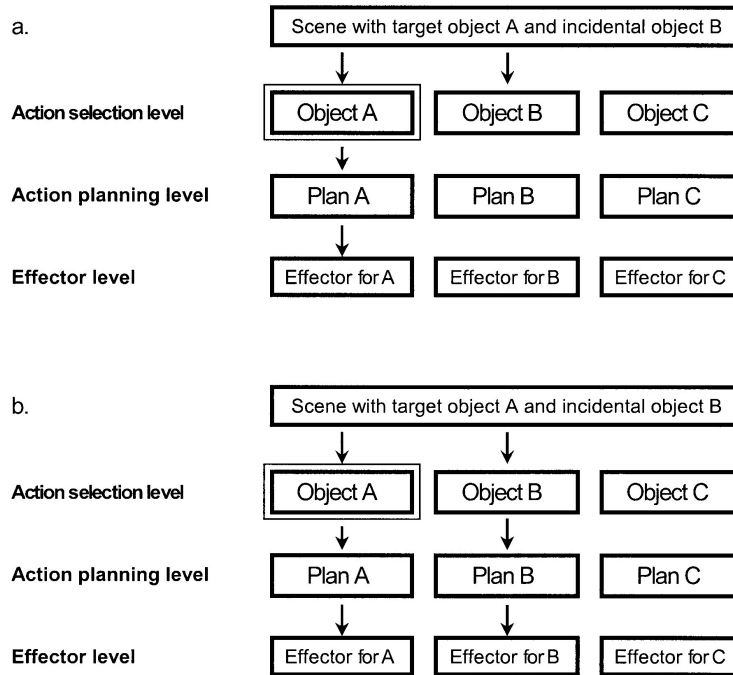 a.
Scene with target object A and incidental object B
Action selection level Object A Object B Object C
Action planning level Plan A Plan B Plan C
Effector level Effector for A Effector for B Effector for C
b.
Scene with target object A and incidental object B
Action selection level Object A Object B Object C
Action planning level Plan A Plan B Plan C
Effector level Effector for A Effector for B Effector for C